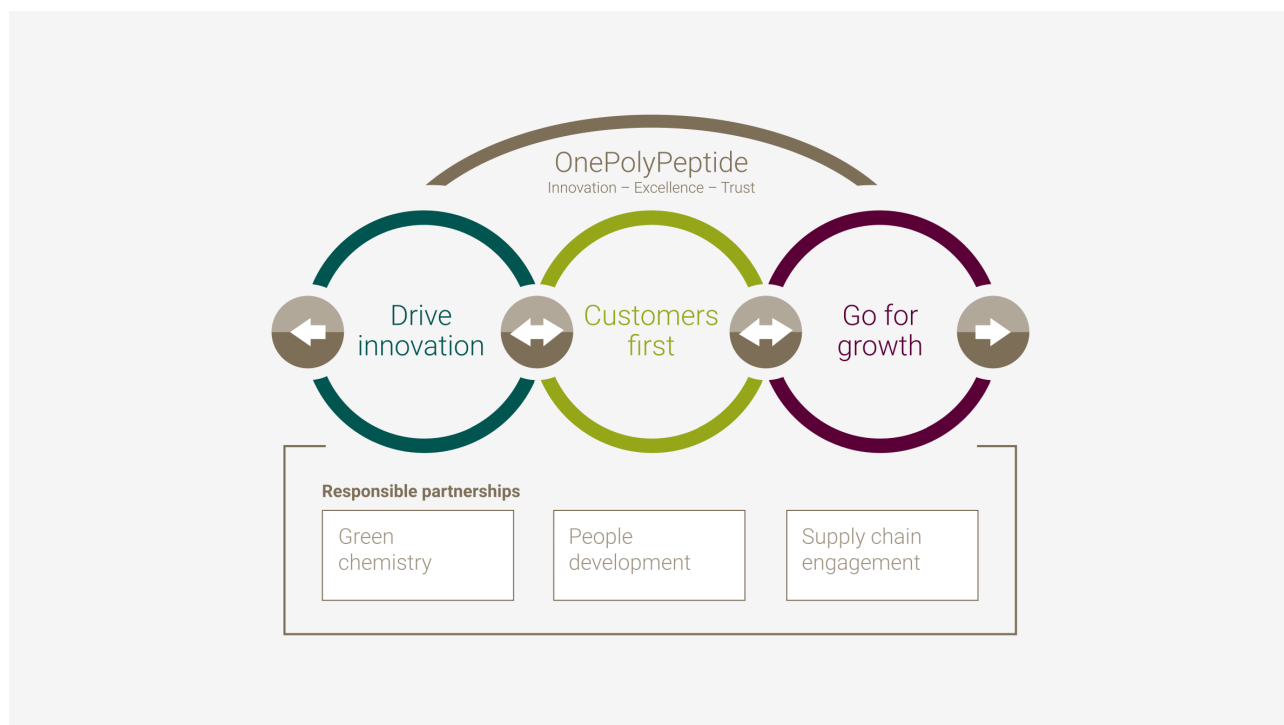 OnePolyPeptide
Innovation – Excellence – Trust
Drive
innovation
Customers
first
Go for
growth
Responsible partnerships
Green
chemistry
People
development
Supply chain
engagement